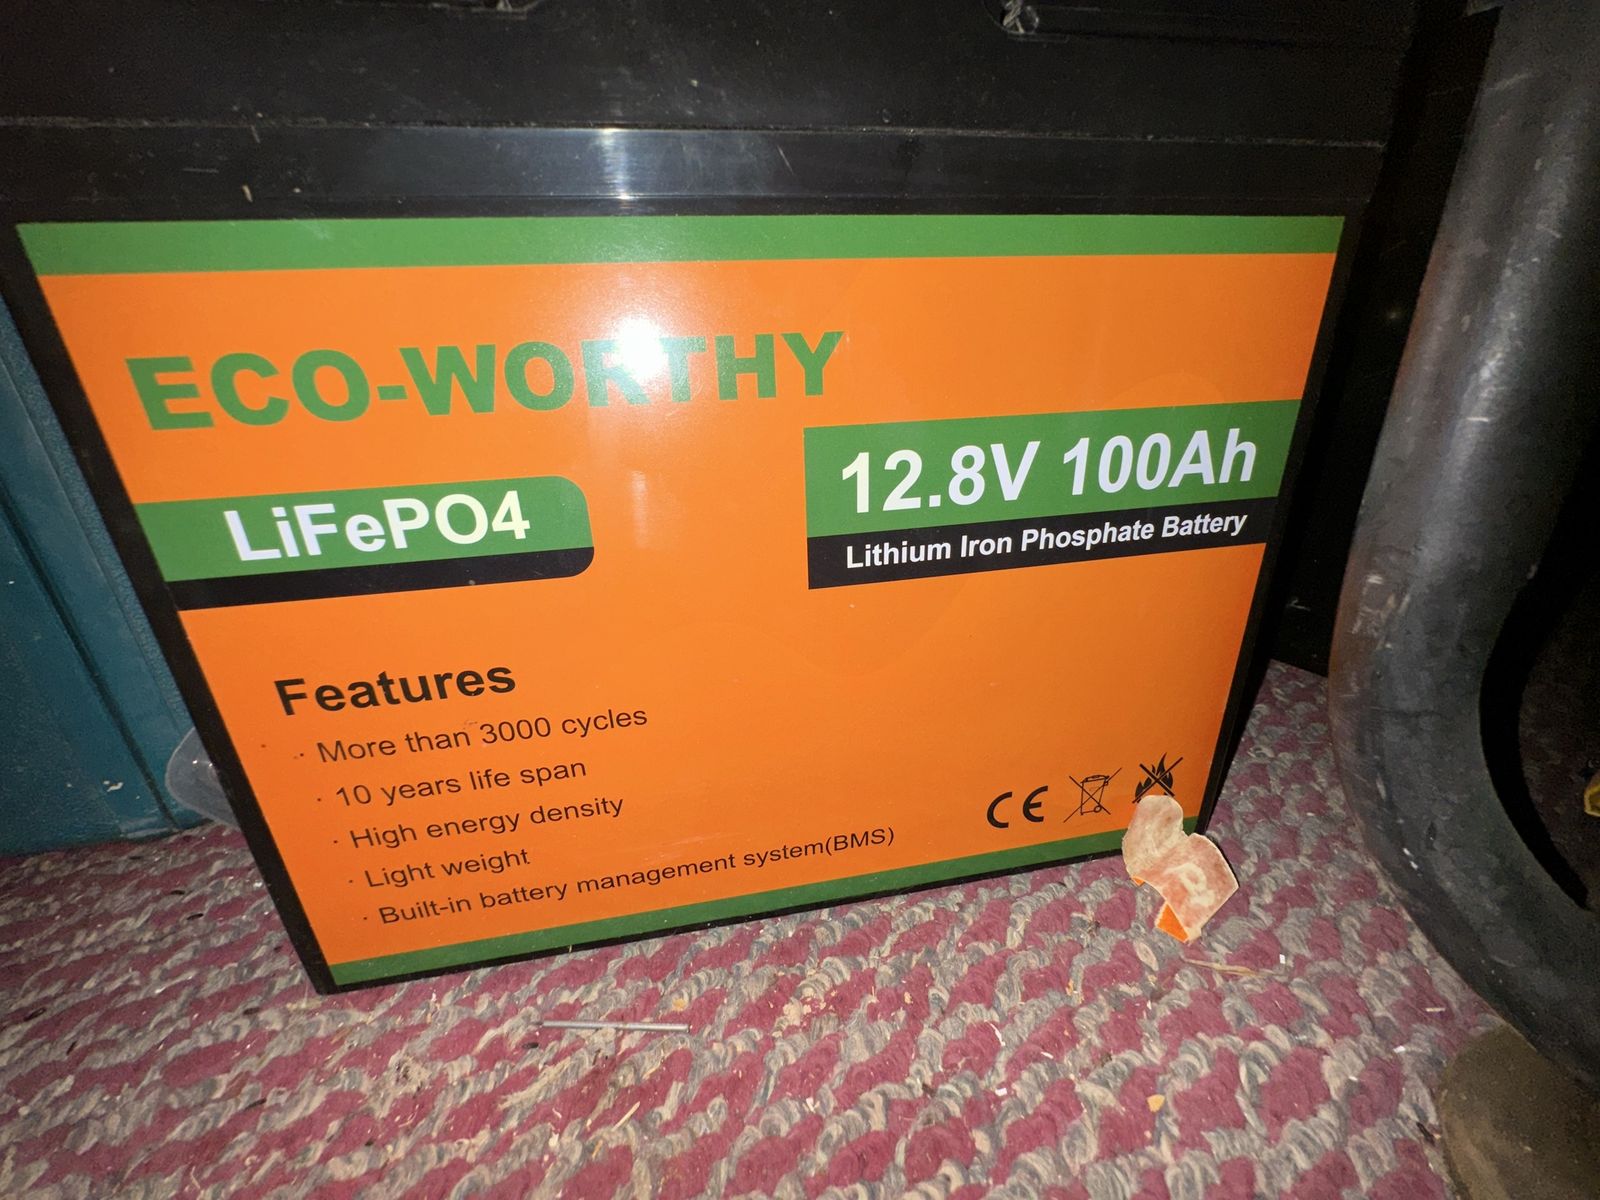 ECO-WORTHY
LiFePO4
12.8V 100Ah
Lithium Iron Phosphate Battery
Features
· More than 3000 cycles
· 10 years life span
· High energy density
· Light weight
· Built-in battery management system(BMS)
CE